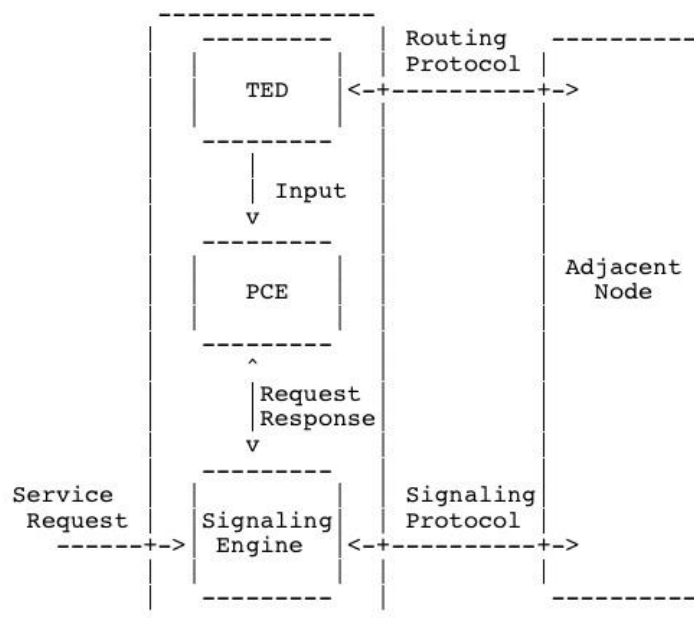 Routing
Protocol
TED
Input
Adjacent
Node
PCE
Request
Response
Service
Request
Signaling
Protocol
Signaling
Engine